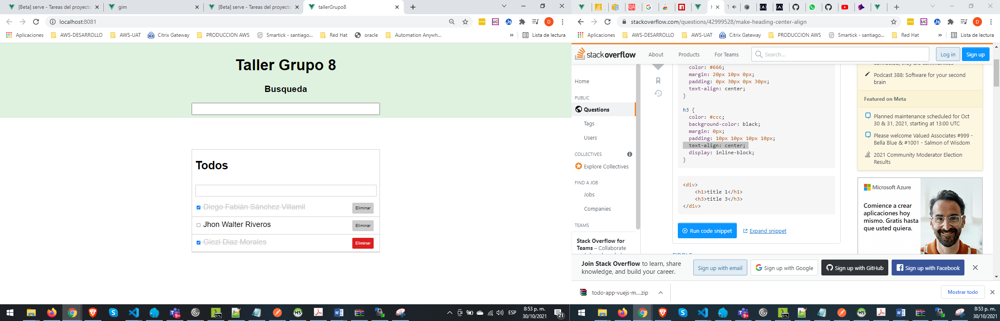 [Beta] serve - Tareas del proyecto
gim
[Beta] serve - Tareas del proyecto
tallerGrupo8
localhost:8081
Aplicaciones
AWS-DESARROLLO
AWS-UAT
Citrix Gateway
PRODUCCION AWS
Smartick - santiago...
Red Hat
oracle
Automation Anywh...
»
Lista de lectura
Taller Grupo 8
Busqueda
Todos
Diego Fabián Sánchez Villamil
Eliminar
Jhon Walter Riveros
Eliminar
Giezi Diaz Morales
Eliminar
ESP
8:53 p. m.
30/10/2021
21
stackoverflow.com/questions/42999528/make-heading-center-align
Aplicaciones
AWS-DESARROLLO
AWS-UAT
Citrix Gateway
PRODUCCION AWS
Smartick - santiago...
Red Hat
»
Lista de lectura
stackoverflow
About
Products
For Teams
Search...
Log in
Sign up
Home
PUBLIC
Questions
Tags
Users
COLLECTIVES
Explore Collectives
FIND A JOB
Jobs
Companies
TEAMS
Stack Overflow for
Teams – Collaborate
color: #666;
margin: 20px 10px 0px;
padding: 0px 30px 0px 30px;
text-align: center;
}
h3 {
color: #ccc;
background-color: black;
margin: 0px;
padding: 10px 10px 10px 10px;
text-align: center;
display: inline-block;
}
<div>
<h1>title 1</h1>
<h3>title 3</h3>
</div>
Run code snippet
Expand snippet
connected, they are communities
Podcast 388: Software for your second
brain
Featured on Meta
Planned maintenance scheduled for Oct
30 & 31, 2021, starting at 13:00 UTC
Please welcome Valued Associates #999 -
Bella Blue & #1001 - Salmon of Wisdom
2021 Community Moderator Election
Results
Microsoft Azure
Comience a crear
aplicaciones hoy
mismo. Gratis hasta
que usted quiera.
Join Stack Overflow to learn, share
knowledge, and build your career.
Sign up with email
Sign up with Google
Sign up with GitHub
Sign up with Facebook
todo-app-vuejs-m....zip
Mostrar todo
8:53 p. m.
30/10/2021